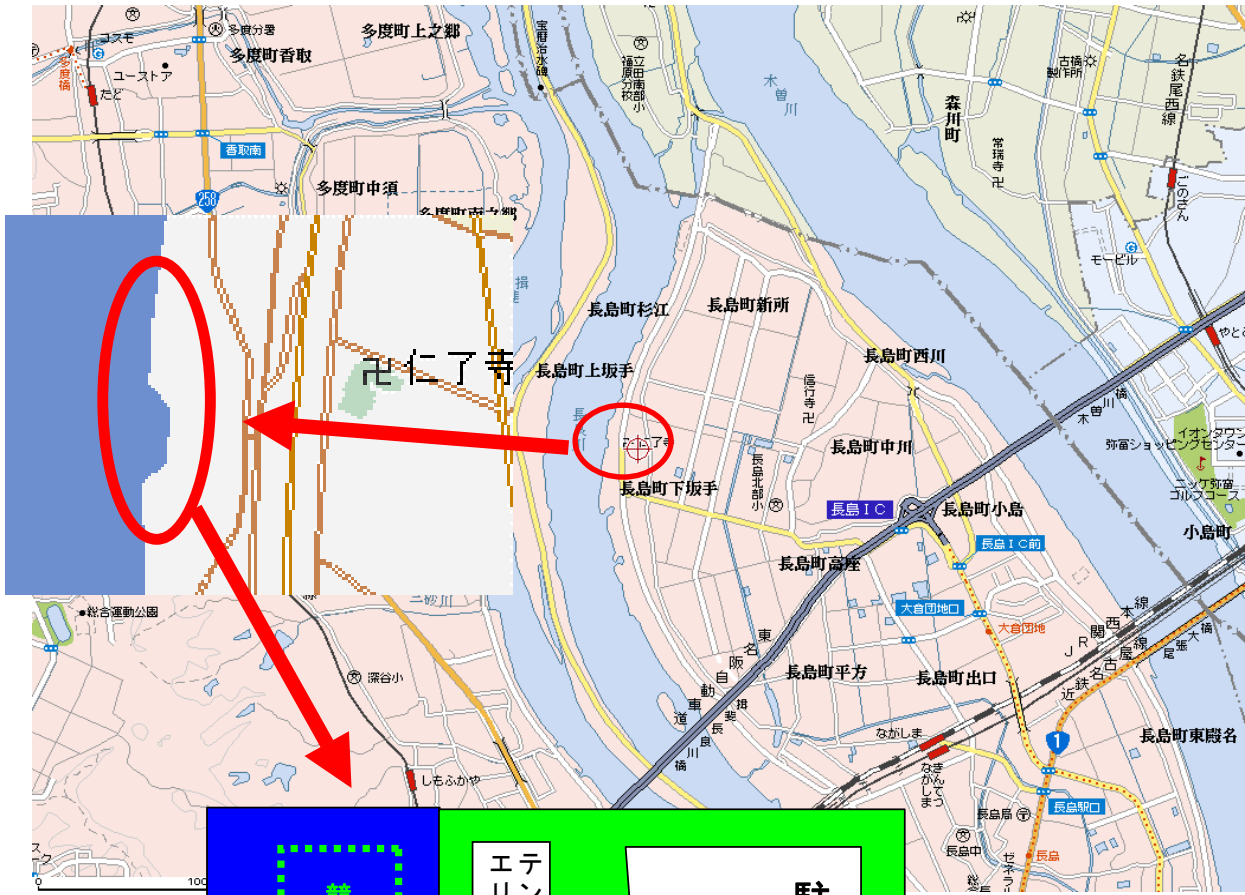 コスモ
多度分署
多度町上之郷
多度町香取
ユーストア
多度橋
たど
香取南
258
多度町中須
宝暦治水碑
立田南部小
福原分校
木曽川
古橋
製作所
名鉄尾西線
森川町
常瑞寺
このさん
モービル
長島町杉江
長島町新所
長島町西川
長島町上坂手
仁了寺
信行寺
長島町中川
長島北部小
長島町下坂手
長島IC
長島町小島
長島IC前
長島町高座
大倉団地口
大倉団地
木曽川橋
イオンタウン
弥富ショッピングセンター
ニッケ弥富
ゴルフコース
小島町
総合運動公園
深谷小
しもふかや
東名阪自動車道
揖斐長良川橋
長島町平方
長島町出口
JR関西本線
近鉄名古屋線
尾張大橋
ながしま
きんてつ
ながしま
1
長島町東殿名
長島駅口
長島局
長島中
長島
ゼネラル
0
100
テ
ン
エ
リ
駐